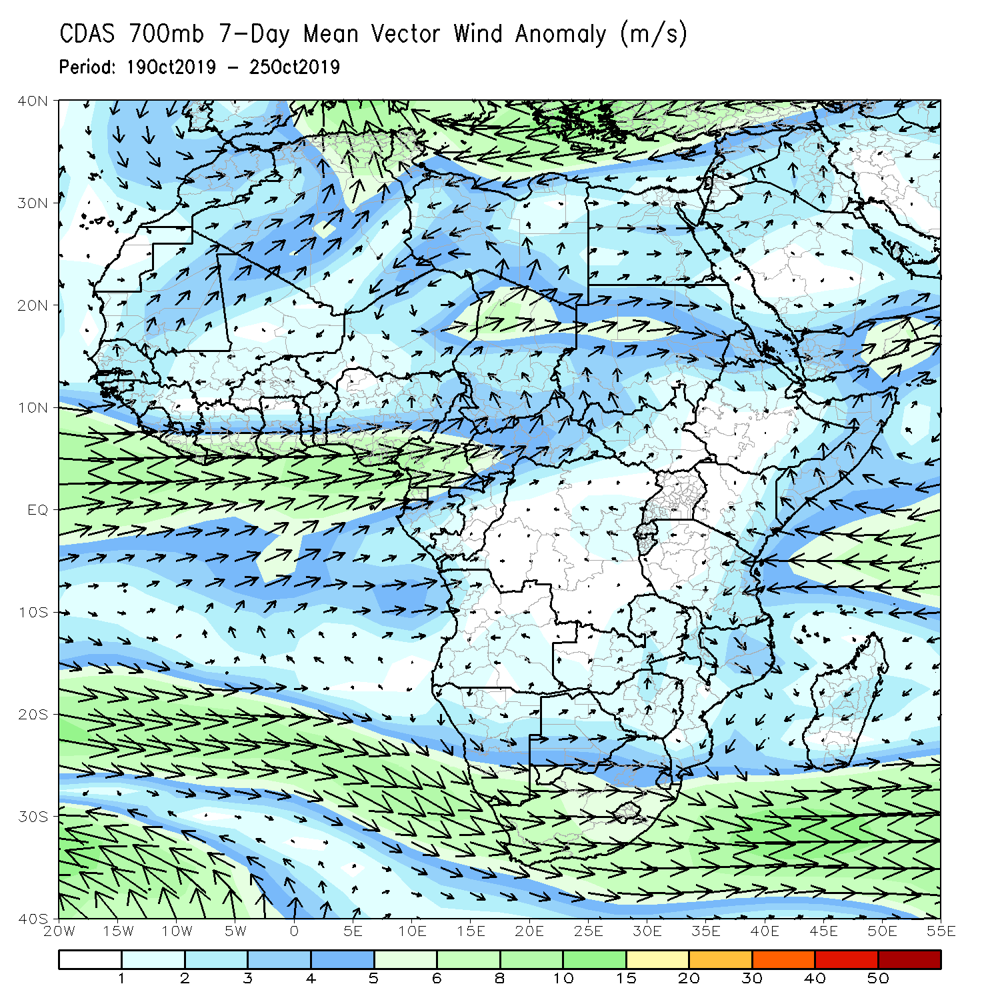 CDAS 700mb 7-Day Mean Vector Wind Anomaly (m/s)
Period: 19Oct2019 - 25Oct2019
40N
30N
20N
10N
EQ
10S
20S
30S
40S
20W 15W 10W 5W 0 5E 10E 15E 20E 25E 30E 35E 40E 45E 50E 55E
1 2 3 4 5 6 8 10 15 20 30 40 50